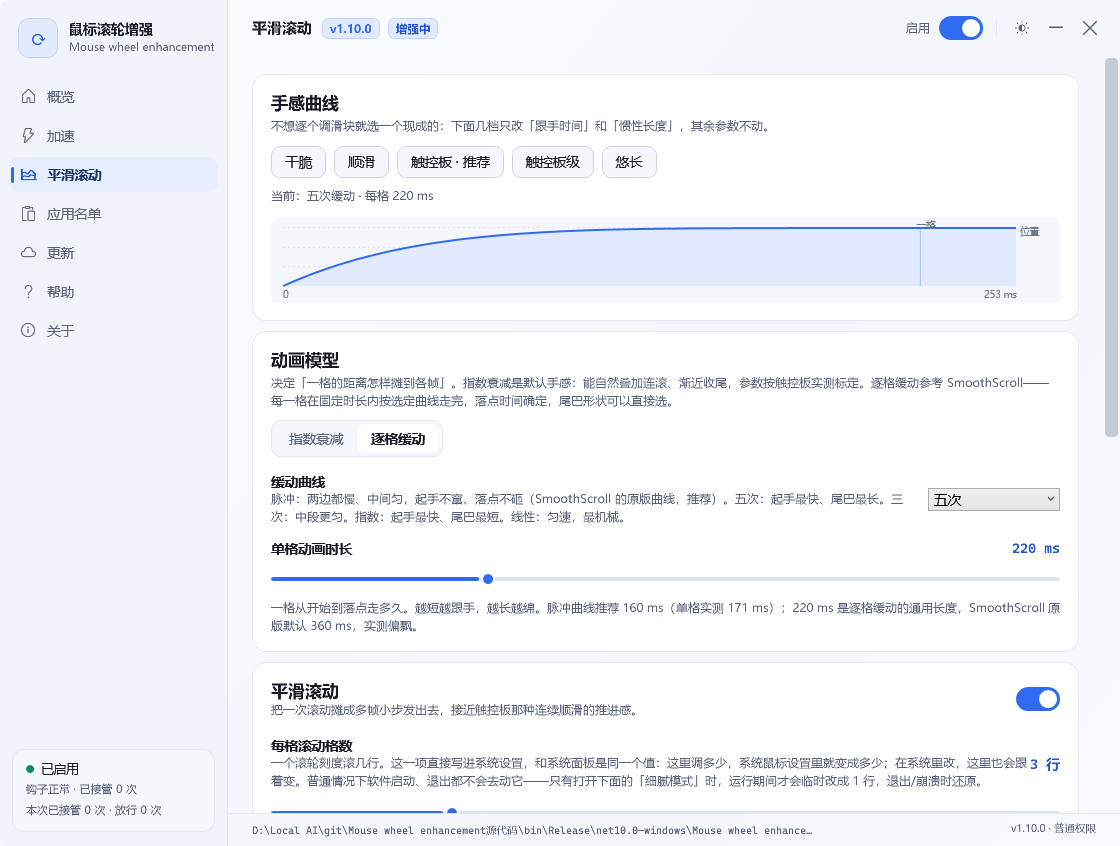 鼠标滚轮增强
Mouse wheel enhancement
概览
加速
平滑滚动
应用名单
更新
帮助
关于
已启用
钩子正常 · 已接管 0 次
本次已接管 0 次 · 放行 0 次
平滑滚动 v1.10.0 增强中 启用
手感曲线
不想逐个调滑块就选一个现成的：下面几档只改「跟手时间」和「惯性长度」，其余参数不动。
干脆 顺滑 触控板 · 推荐 触控板级 悠长
当前：五次缓动 · 每格 220 ms
一格
位置
0 253 ms
动画模型
决定「一格的距离怎样摊到各帧」。指数衰减是默认手感：能自然叠加连滚、渐近收尾，参数按触控板实测标定。逐格缓动参考 SmoothScroll——
每一格在固定时长内按选定曲线走完，落点时间确定，尾巴形状可以直接选。
指数衰减 逐格缓动
缓动曲线
脉冲：两边都慢、中间匀，起手不窜、落点不砸（SmoothScroll 的原版曲线，推荐）。五次：起手最快、尾巴最长。三
次：中段更匀。指数：起手最快、尾巴最短。线性：匀速，最机械。
五次
单格动画时长
220 ms
一格从开始到落点走多久。越短越跟手，越长越绵。脉冲曲线推荐 160 ms（单格实测 171 ms）；220 ms 是逐格缓动的通用长度，SmoothScroll 原
版默认 360 ms，实测偏飘。
平滑滚动
把一次滚动摊成多帧小步发出去，接近触控板那种连续顺滑的推进感。
每格滚动格数
一个滚轮刻度滚几行。这一项直接写进系统设置，和系统面板是同一个值：这里调多少，系统鼠标设置里就变成多少；在系统里改，这里也会跟
着变。普通情况下软件启动、退出都不会去动它——只有打开下面的「细腻模式」时，运行期间才会临时改成 1 行，退出/崩溃时还原。
3 行
D:\Local AI\git\Mouse wheel enhancement源代码\bin\Release\net10.0-windows\Mouse wheel enhance…
v1.10.0 · 普通权限